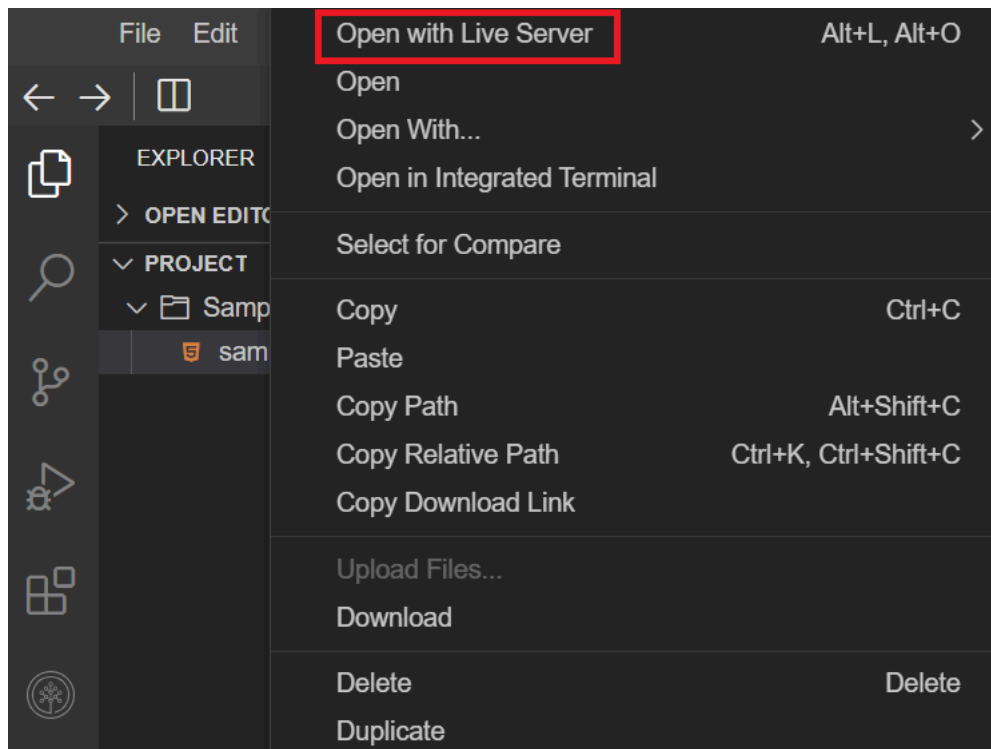 File Edit
EXPLORER
OPEN EDITO
PROJECT
Samp
sam
Open with Live Server Alt+L, Alt+O
Open
Open With...
Open in Integrated Terminal
Select for Compare
Copy Ctrl+C
Paste
Copy Path Alt+Shift+C
Copy Relative Path Ctrl+K, Ctrl+Shift+C
Copy Download Link
Upload Files...
Download
Delete Delete
Duplicate